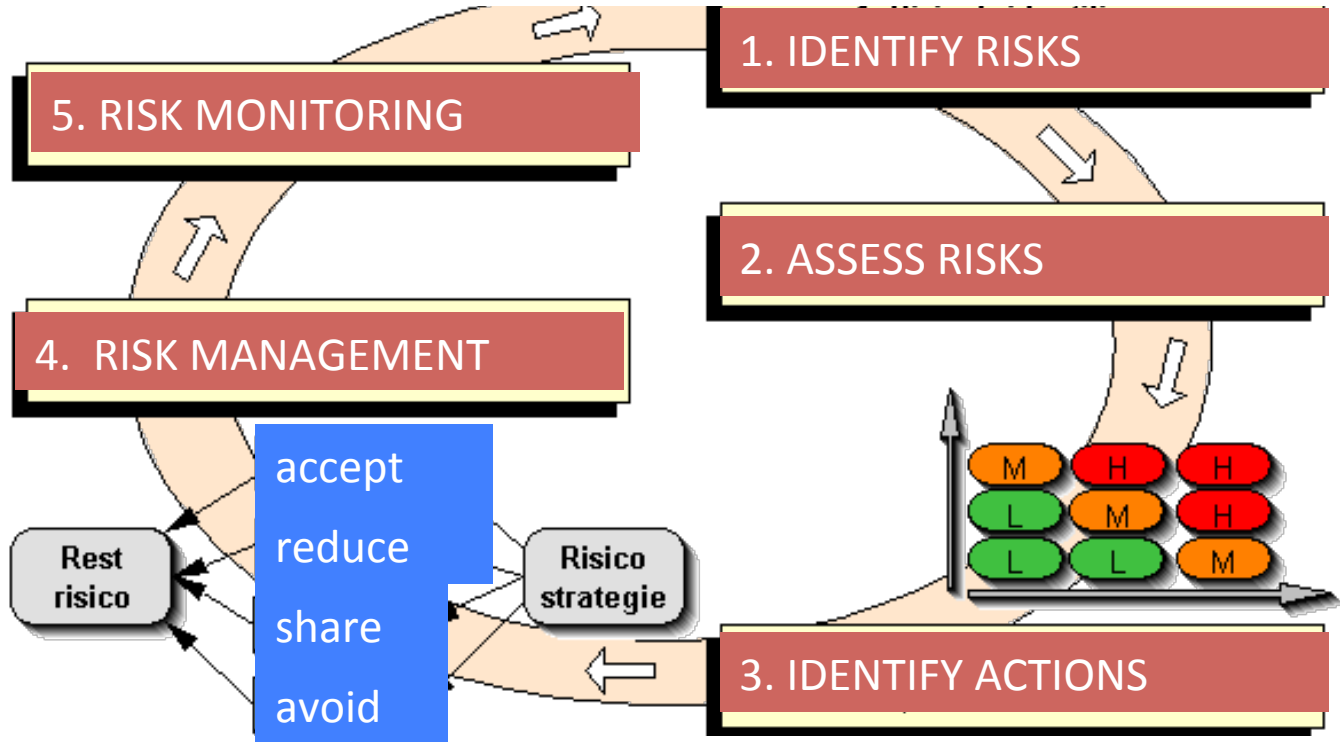 1. IDENTIFY RISKS
5. RISK MONITORING
2. ASSESS RISKS
4. RISK MANAGEMENT
M H H
L M H
L L M
accept
reduce
share
avoid
Rest
risico
Risico
strategie
3. IDENTIFY ACTIONS